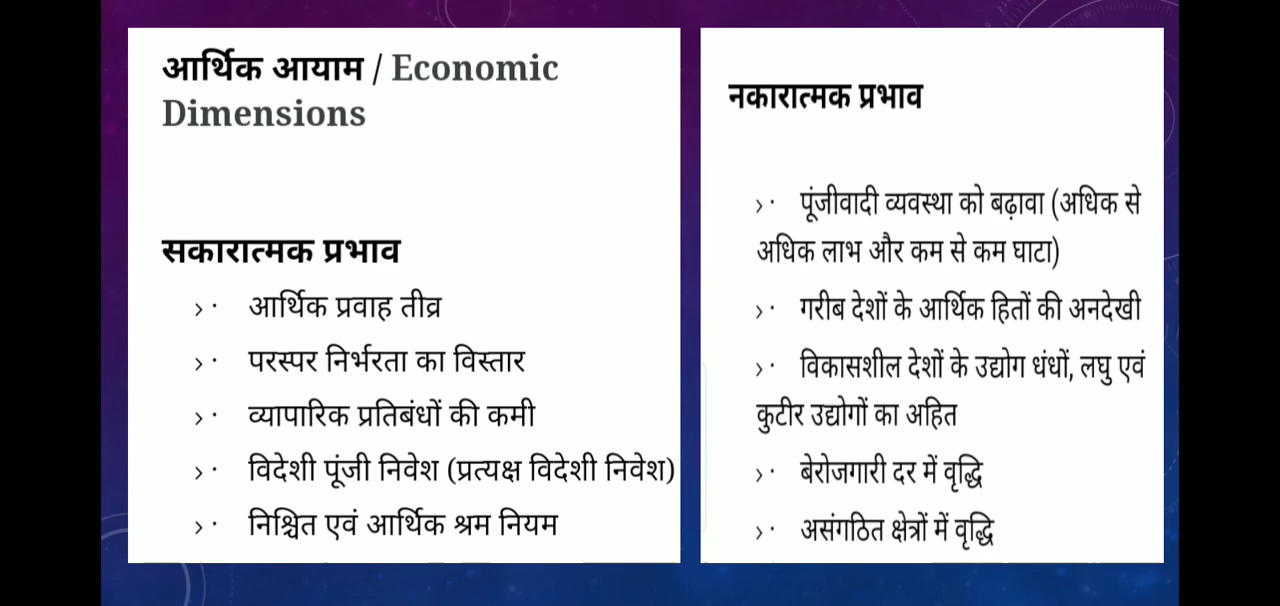 आर्थिक आयाम / Economic
Dimensions
सकारात्मक प्रभाव
›· आर्थिक प्रवाह तीव्र
›· परस्पर निर्भरता का विस्तार
›· व्यापारिक प्रतिबंधों की कमी
›· विदेशी पूंजी निवेश (प्रत्यक्ष विदेशी निवेश)
›· निश्चित एवं आर्थिक श्रम नियम
नकारात्मक प्रभाव
›· पूंजीवादी व्यवस्था को बढ़ावा (अधिक से
अधिक लाभ और कम से कम घाटा)
›· गरीब देशों के आर्थिक हितों की अनदेखी
›· विकासशील देशों के उद्योग धंधों, लघु एवं
कुटीर उद्योगों का अहित
›· बेरोजगारी दर में वृद्धि
›· असंगठित क्षेत्रों में वृद्धि